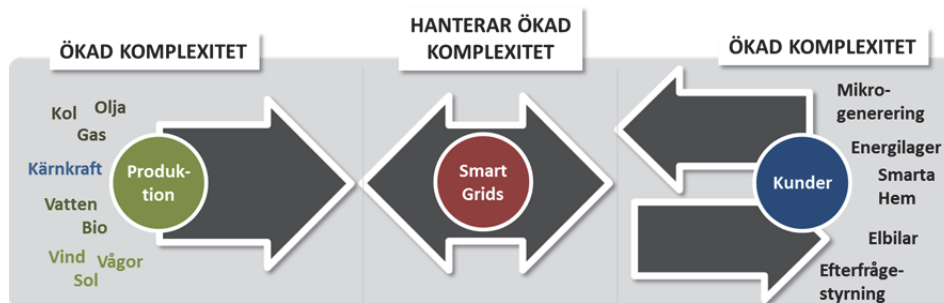 ÖKAD KOMPLEXITET
HANTERAR ÖKAD
KOMPLEXITET
ÖKAD KOMPLEXITET
Kol
Olja
Gas
Kärnkraft
Vatten
Bio
Vind
Vågor
Sol
Produk-
tion
Smart
Grids
Kunder
Mikro-
generering
Energilager
Smarta
Hem
Elbilar
Efterfråge-
styrning